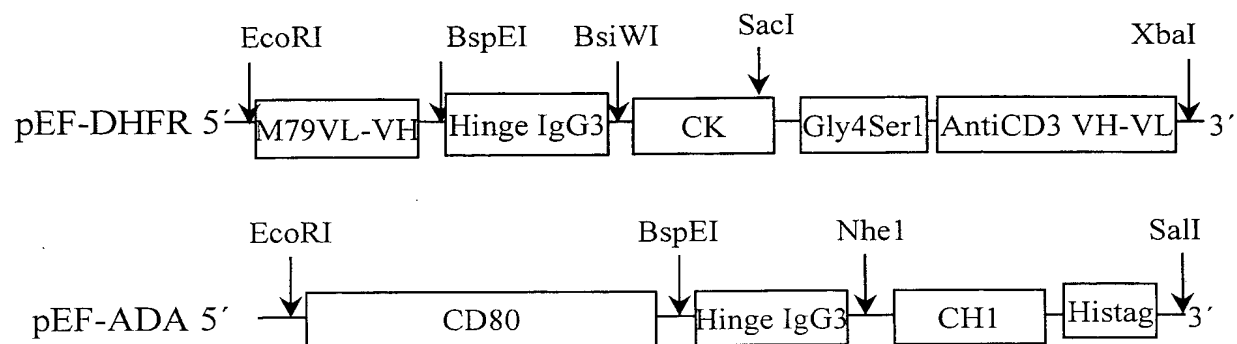 EcoRI BspEI BsiWI SacI XbaI
pEF-DHFR 5´ M79VL-VH Hinge IgG3 CK Gly4Ser1 AntiCD3 VH-VL 3´
EcoRI BspEI Nhe1 SalI
pEF-ADA 5´ CD80 Hinge IgG3 CH1 Histag 3´